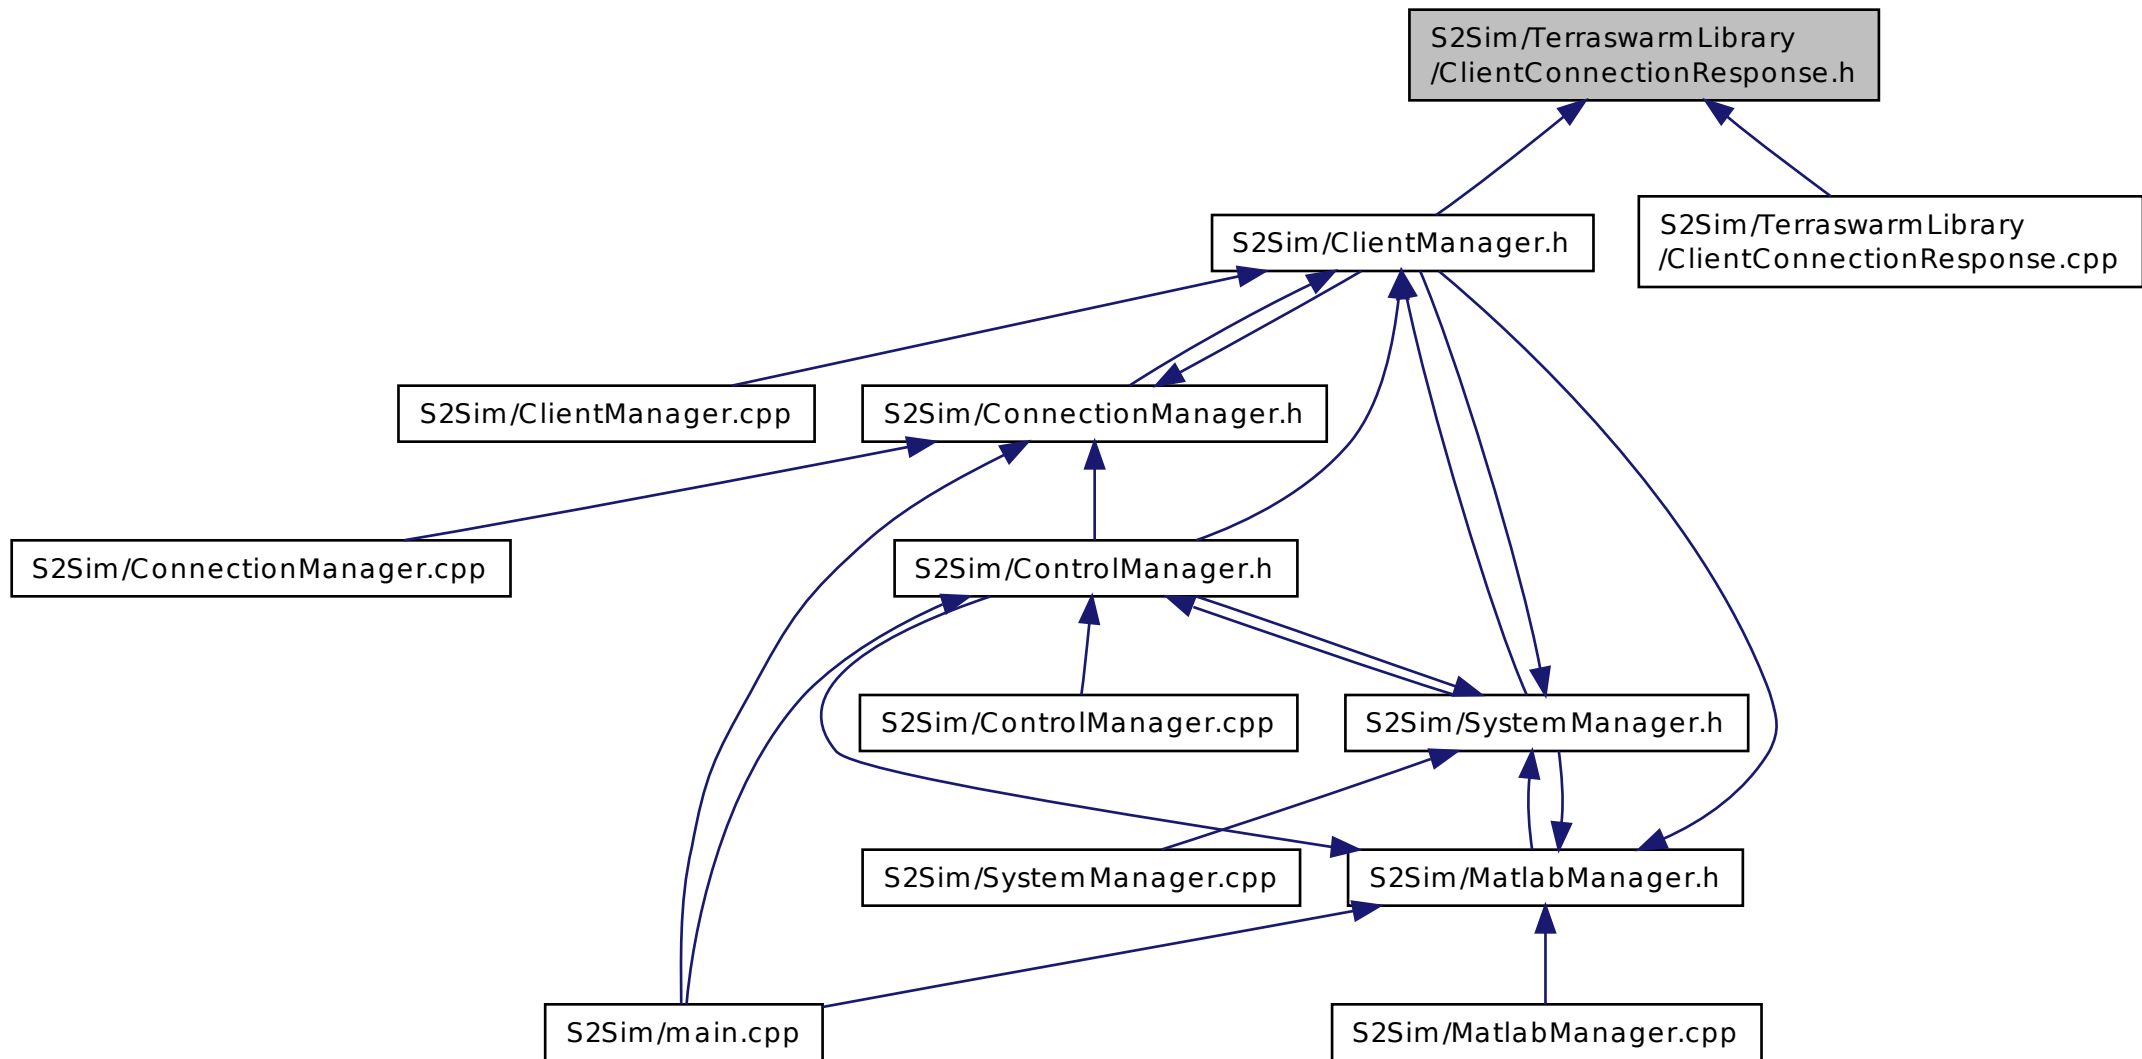 S2Sim/TerraswarmLibrary
/ClientConnectionResponse.h
S2Sim/ClientManager.h
S2Sim/TerraswarmLibrary
/ClientConnectionResponse.cpp
S2Sim/ClientManager.cpp
S2Sim/ConnectionManager.h
S2Sim/ConnectionManager.cpp
S2Sim/ControlManager.h
S2Sim/ControlManager.cpp
S2Sim/SystemManager.h
S2Sim/SystemManager.cpp
S2Sim/MatlabManager.h
S2Sim/main.cpp
S2Sim/MatlabManager.cpp